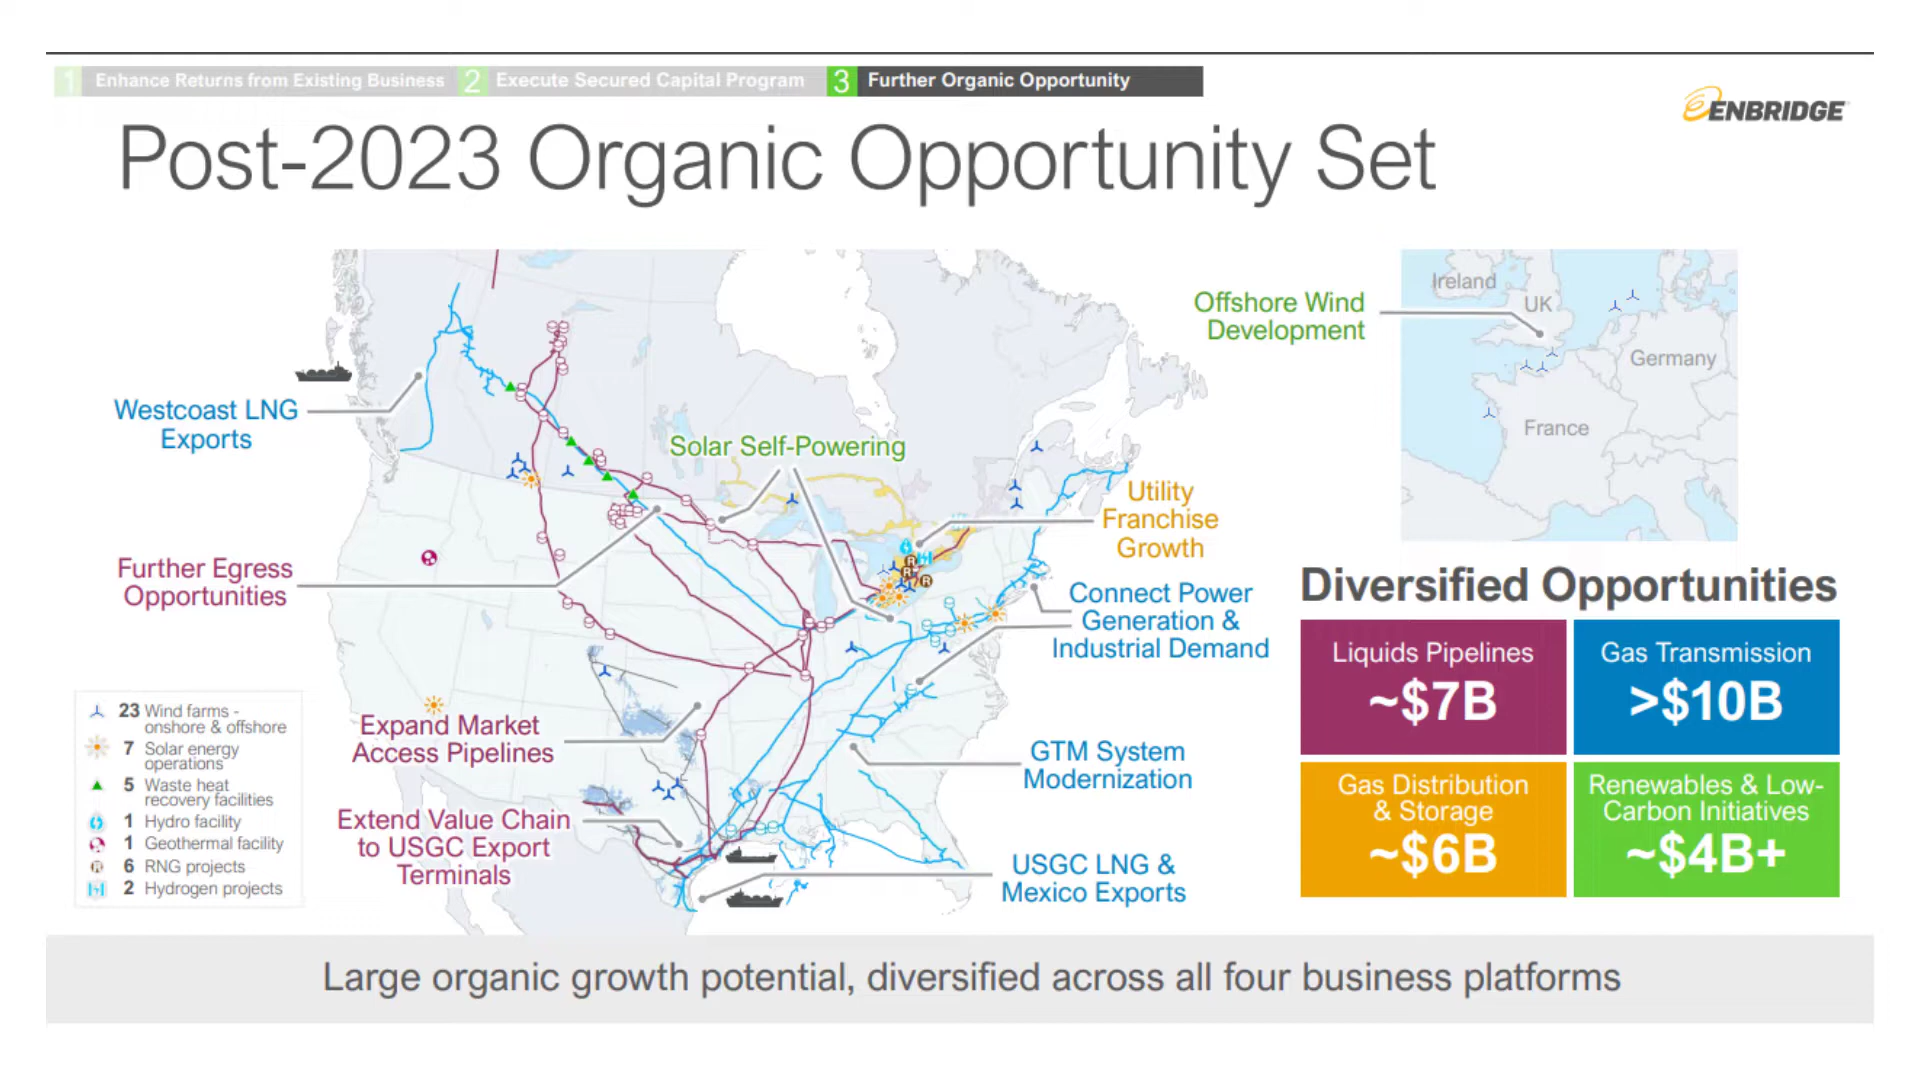 1 Enhance Returns from Existing Business 2 Execute Secured Capital Program 3 Further Organic Opportunity
ENBRIDGE
Post-2023 Organic Opportunity Set
Westcoast LNG
Exports
Further Egress
Opportunities
Solar Self-Powering
Expand Market
Access Pipelines
Extend Value Chain
to USGC Export
Terminals
Utility
Franchise
Growth
Connect Power
Generation &
Industrial Demand
GTM System
Modernization
USGC LNG &
Mexico Exports
R
R
R
Offshore Wind
Development
Ireland
UK
Germany
France
23 Wind farms -
onshore & offshore
7 Solar energy
operations
5 Waste heat
recovery facilities
1 Hydro facility
1 Geothermal facility
6 RNG projects
2 Hydrogen projects
Diversified Opportunities
Liquids Pipelines
~$7B
Gas Transmission
>$10B
Gas Distribution
& Storage
~$6B
Renewables & Low-
Carbon Initiatives
~$4B+
Large organic growth potential, diversified across all four business platforms